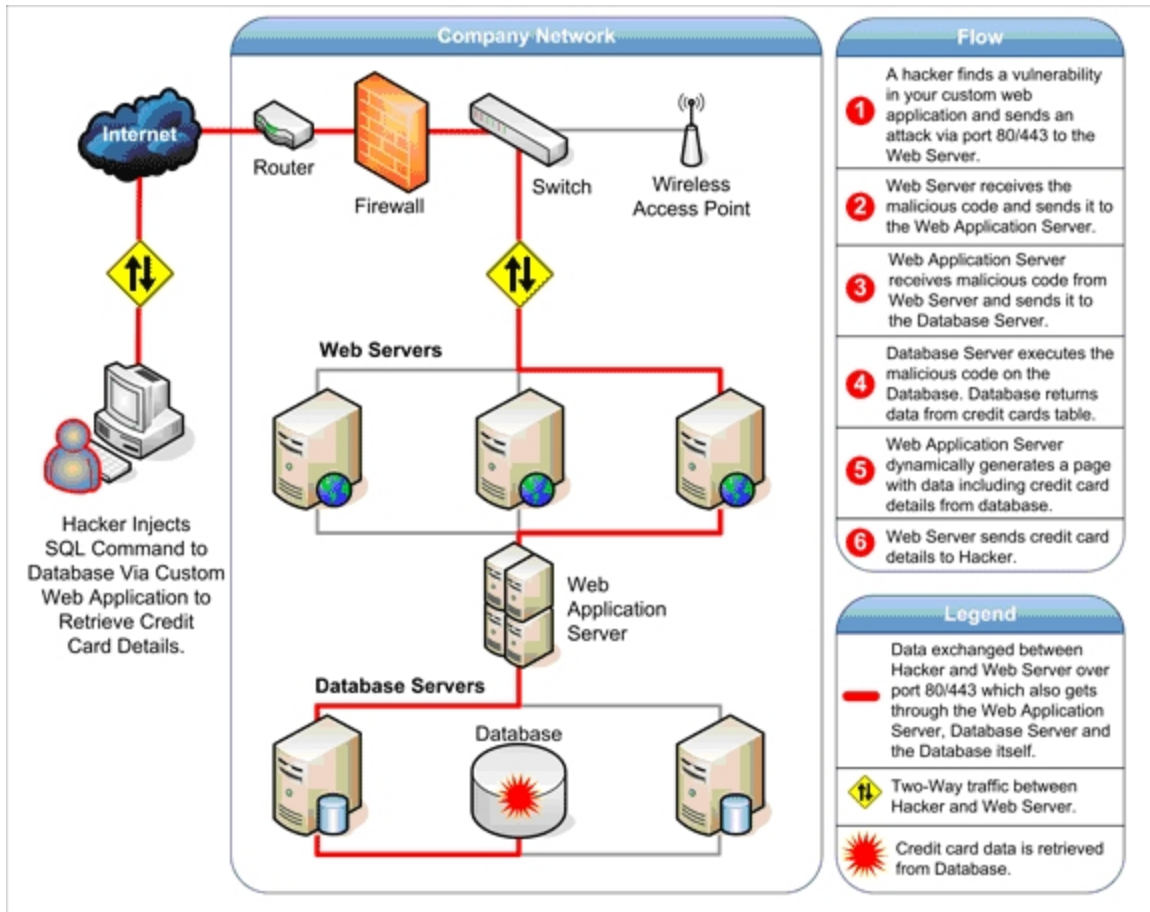 Company Network
Internet
Router
Firewall
Switch
Wireless
Access Point
Web Servers
Hacker Injects
SQL Command to
Database Via Custom
Web Application to
Retrieve Credit
Card Details.
Web
Application
Server
Database Servers
Database
Flow
1
A hacker finds a vulnerability
in your custom web
application and sends an
attack via port 80/443 to the
Web Server.
2
Web Server receives the
malicious code and sends it to
the Web Application Server.
3
Web Application Server
receives malicious code from
Web Server and sends it to
the Database Server.
4
Database Server executes the
malicious code on the
Database. Database returns
data from credit cards table.
5
Web Application Server
dynamically generates a page
with data including credit card
details from database.
6
Web Server sends credit card
details to Hacker.
Legend
Data exchanged between
Hacker and Web Server over
port 80/443 which also gets
through the Web Application
Server, Database Server and
the Database itself.
Two-Way traffic between
Hacker and Web Server.
Credit card data is retrieved
from Database.